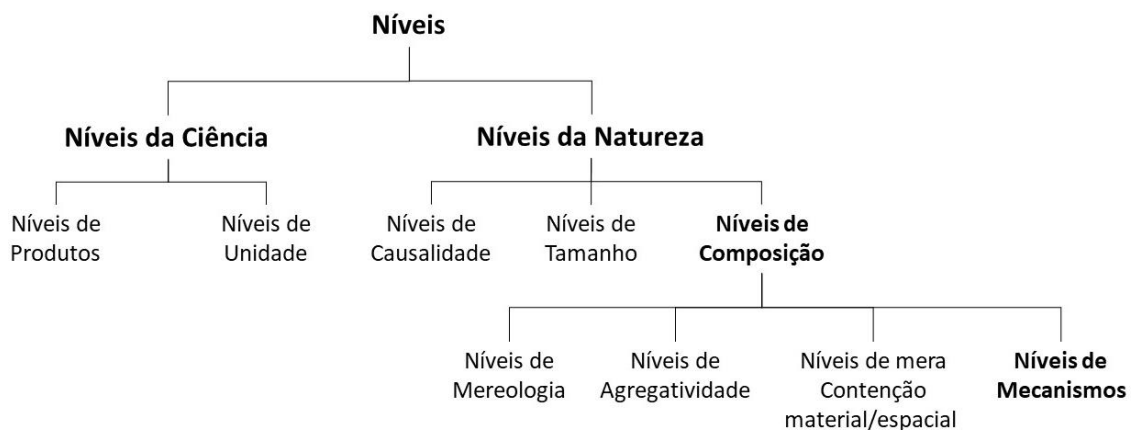 Níveis
Níveis da Ciência
Níveis da Natureza
Níveis de
Produtos
Níveis de
Unidade
Níveis de
Causalidade
Níveis de
Tamanho
Níveis de
Composição
Níveis de
Mereologia
Níveis de
Agregatividade
Níveis de mera
Contenção
material/espacial
Níveis de
Mecanismos